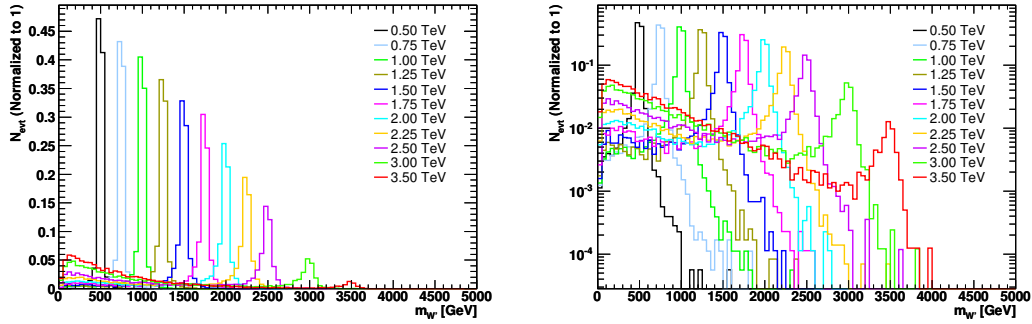 N_evt (Normalized to 1)
0.45
0.4
0.35
0.3
0.25
0.2
0.15
0.1
0.05
0
0 500 1000 1500 2000 2500 3000 3500 4000 4500 5000
m_W' [GeV]
0.50 TeV
0.75 TeV
1.00 TeV
1.25 TeV
1.50 TeV
1.75 TeV
2.00 TeV
2.25 TeV
2.50 TeV
3.00 TeV
3.50 TeV
N_evt (Normalized to 1)
10^-1
10^-2
10^-3
10^-4
0 500 1000 1500 2000 2500 3000 3500 4000 4500 5000
m_W' [GeV]
0.50 TeV
0.75 TeV
1.00 TeV
1.25 TeV
1.50 TeV
1.75 TeV
2.00 TeV
2.25 TeV
2.50 TeV
3.00 TeV
3.50 TeV